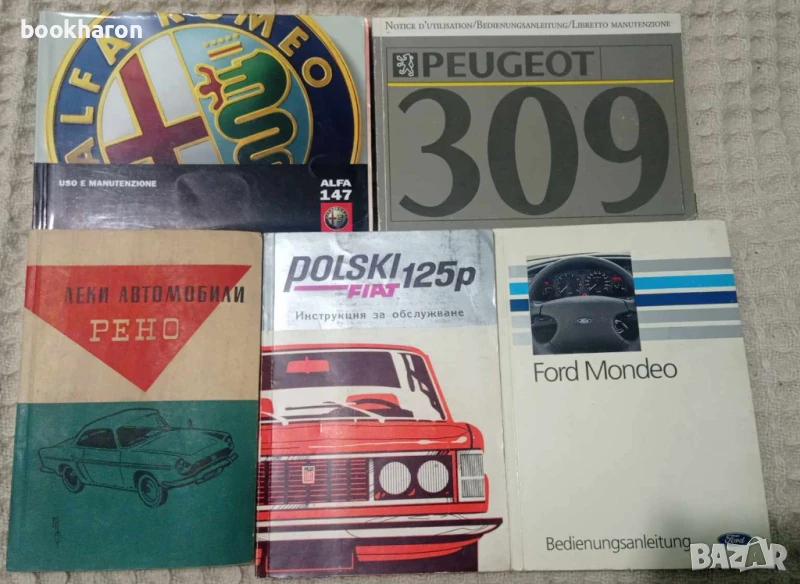 bookharon
ALFA ROMEO
USO E MANUTENZIONE
ALFA
147
NOTICE D'UTILISATION/BEDIENUNGSANLEITUNG/LIBRETTO MANUTENZIONE
PEUGEOT
309
ЛЕКИ АВТОМОБИЛИ
РЕНО
POLSKI 125p
FIAT
Инструкция за обслужване
Ford Mondeo
Bedienungsanleitung
Ford
BAZAR